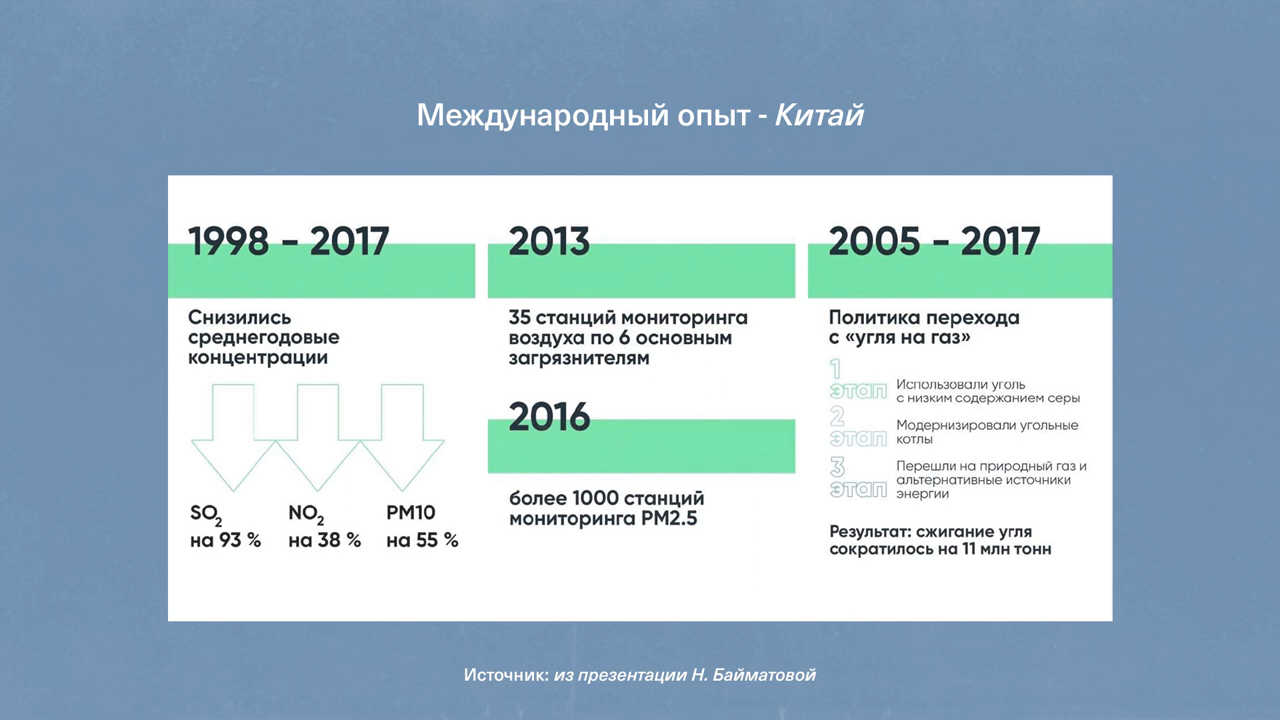 Международный опыт - Китай
1998 - 2017
Снизились
среднегодовые
концентрации
SO₂
на 93 %
NO₂
на 38 %
PM10
на 55 %
2013
35 станций мониторинга
воздуха по 6 основным
загрязнителям
2016
более 1000 станций
мониторинга PM2.5
2005 - 2017
Политика перехода
с «угля на газ»
1
этап
Использовали уголь
с низким содержанием серы
2
этап
Модернизировали угольные
котлы
3
этап
Перешли на природный газ и
альтернативные источники
энергии
Результат: сжигание угля
сократилось на 11 млн тонн
Источник: из презентации Н. Байматовой